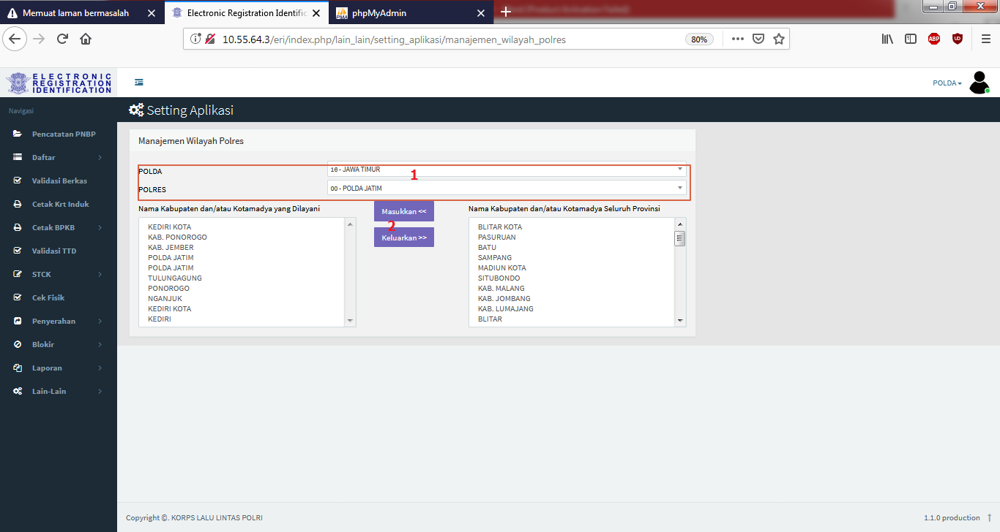 Memuat laman bermasalah
Electronic Registration Identific
phpMyAdmin
10.55.64.3/eri/index.php/lain_lain/setting_aplikasi/manajemen_wilayah_polres
80%
ABP
ELECTRONIC
REGISTRATION
IDENTIFICATION
POLDA
Navigasi
Setting Aplikasi
Pencatatan PNBP
Daftar
Validasi Berkas
Cetak Krt Induk
Cetak BPKB
Validasi TTD
STCK
Cek Fisik
Penyerahan
Blokir
Laporan
Lain-Lain
Manajemen Wilayah Polres
POLDA
16 - JAWA TIMUR
1
POLRES
00 - POLDA JATIM
Nama Kabupaten dan/atau Kotamadya yang Dilayani
Masukkan <<
2
Keluarkan >>
Nama Kabupaten dan/atau Kotamadya Seluruh Provinsi
KEDIRI KOTA
KAB. PONOROGO
KAB. JEMBER
POLDA JATIM
POLDA JATIM
TULUNGAGUNG
PONOROGO
NGANJUK
KEDIRI KOTA
KEDIRI
BLITAR KOTA
PASURUAN
BATU
SAMPANG
MADIUN KOTA
SITUBONDO
KAB. MALANG
KAB. JOMBANG
KAB. LUMAJANG
BLITAR
Copyright ©. KORPS LALU LINTAS POLRI
1.1.0 production